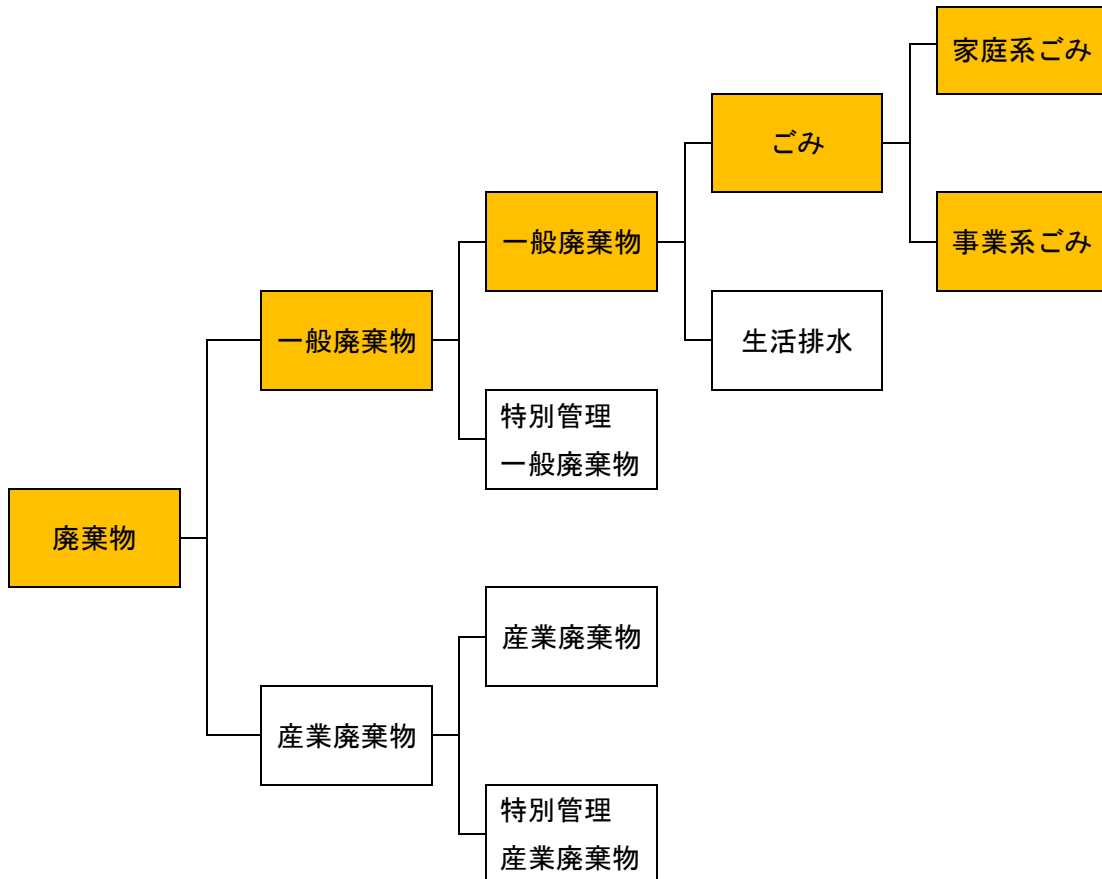 家庭系ごみ
ごみ
事業系ごみ
一般廃棄物
一般廃棄物
生活排水
特別管理
一般廃棄物
廃棄物
産業廃棄物
産業廃棄物
特別管理
産業廃棄物